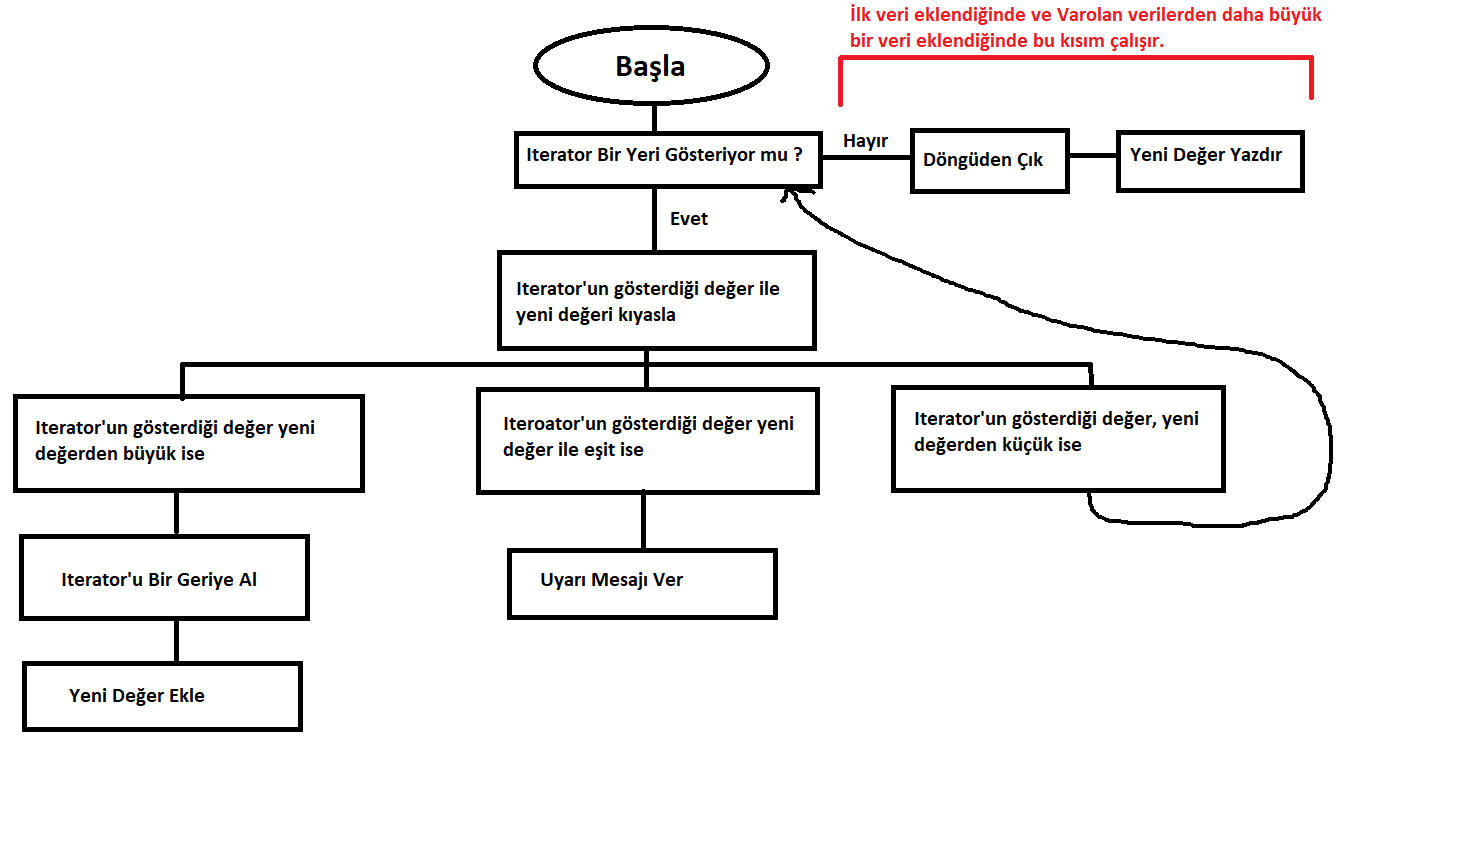 İlk veri eklendiğinde ve Varolan verilerden daha büyük
bir veri eklendiğinde bu kısım çalışır.
Başla
Iterator Bir Yeri Gösteriyor mu ?
Hayır
Döngüden Çık
Yeni Değer Yazdır
Evet
Iterator'un gösterdiği değer ile
yeni değeri kıyasla
Iterator'un gösterdiği değer yeni
değerden büyük ise
Iteroator'un gösterdiği değer yeni
değer ile eşit ise
Iterator'un gösterdiği değer, yeni
değerden küçük ise
Iterator'u Bir Geriye Al
Uyarı Mesajı Ver
Yeni Değer Ekle